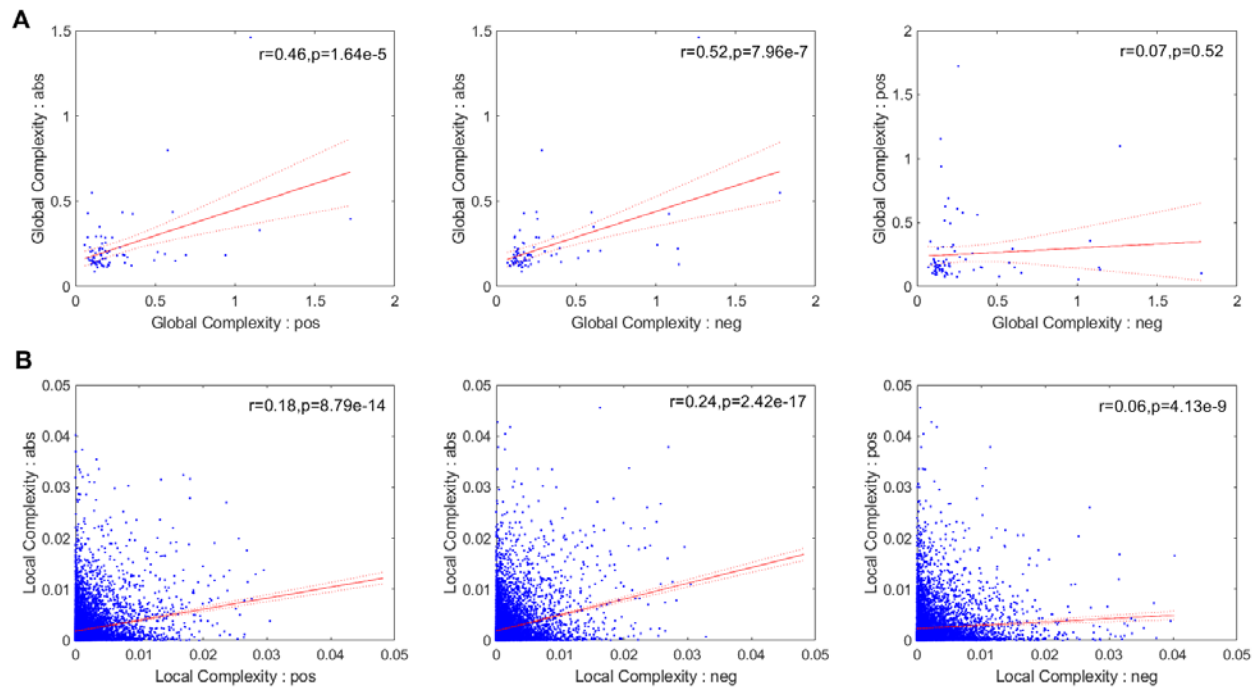 A
r=0.46,p=1.64e-5
1.5
1
0.5
0
Global Complexity : abs
0 0.5 1 1.5 2
Global Complexity : pos
r=0.52,p=7.96e-7
1.5
1
0.5
0
Global Complexity : abs
0 0.5 1 1.5 2
Global Complexity : neg
r=0.07,p=0.52
2
1.5
1
0.5
0
Global Complexity : pos
0 0.5 1 1.5 2
Global Complexity : neg
B
r=0.18,p=8.79e-14
0.05
0.04
0.03
0.02
0.01
0
Local Complexity : abs
0 0.01 0.02 0.03 0.04 0.05
Local Complexity : pos
r=0.24,p=2.42e-17
0.05
0.04
0.03
0.02
0.01
0
Local Complexity : abs
0 0.01 0.02 0.03 0.04 0.05
Local Complexity : neg
r=0.06,p=4.13e-9
0.05
0.04
0.03
0.02
0.01
0
Local Complexity : pos
0 0.01 0.02 0.03 0.04 0.05
Local Complexity : neg